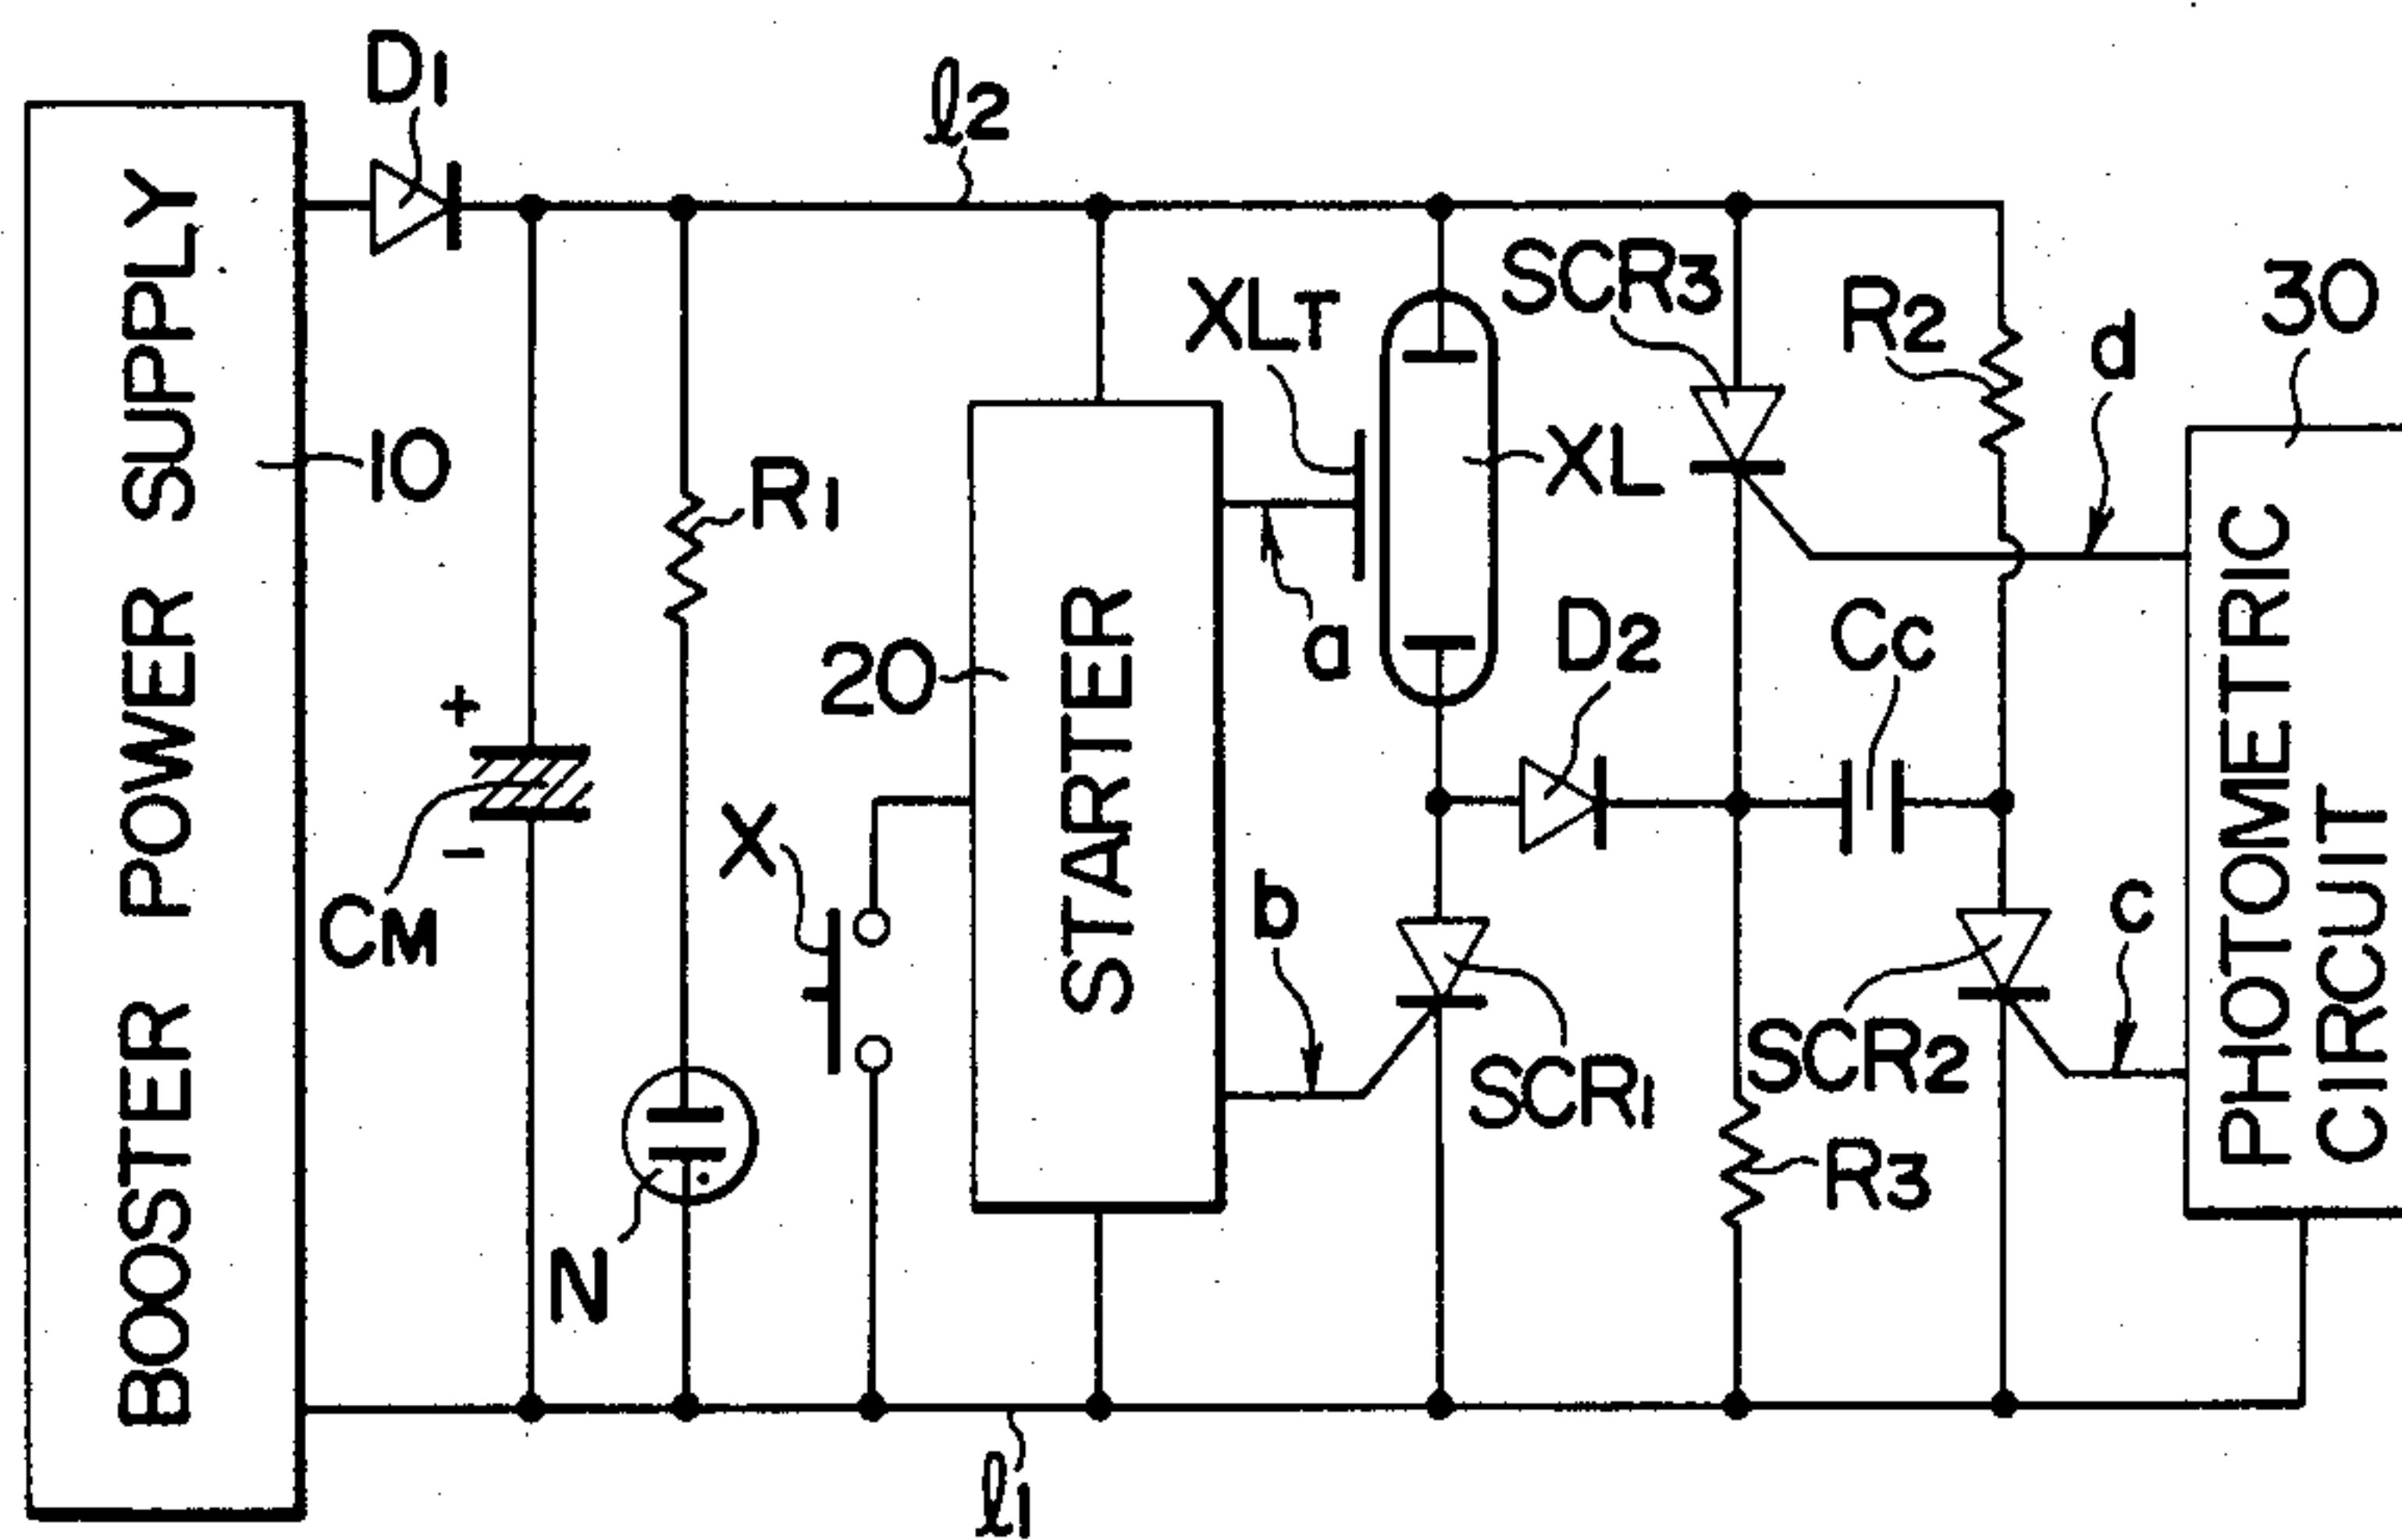 D1
l2
BOOSTER POWER SUPPLY
10
R1
+
-
CM
N
X
20
STARTER
XLT
a
XL
SCR3
R2
d
30
D2
CC
b
SCR1
SCR2
c
R3
PHOTOMETRIC
CIRCUIT
l1